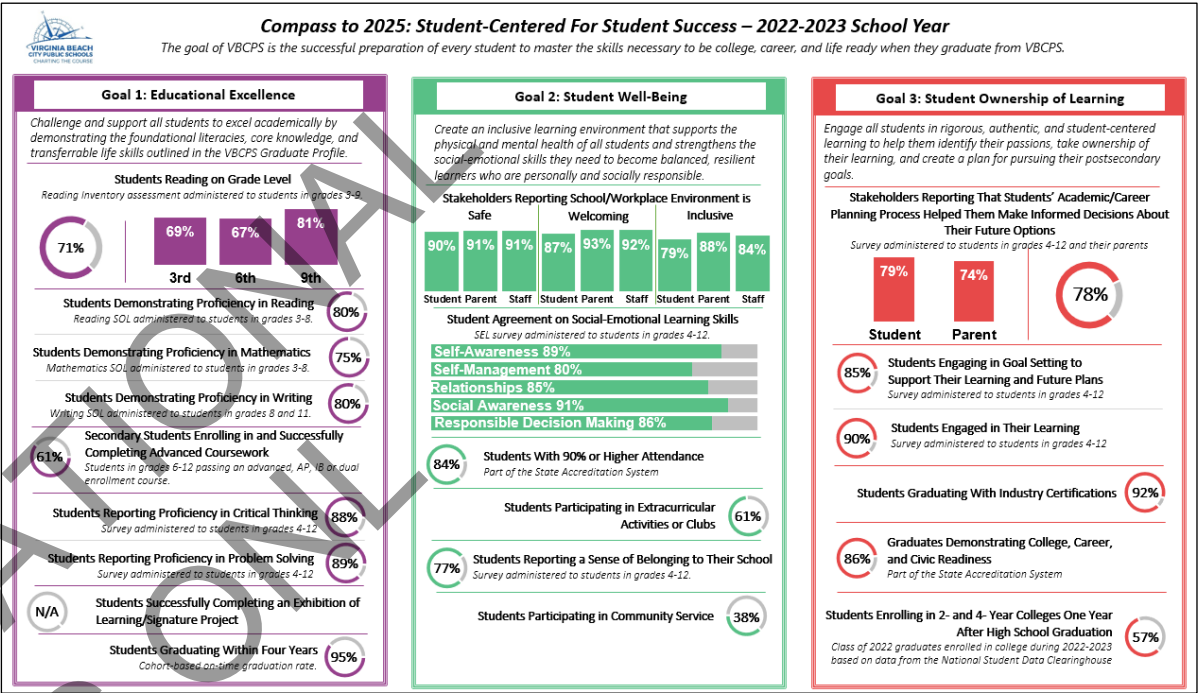 VIRGINIA BEACH
CITY PUBLIC SCHOOLS
CHARTING THE COURSE
Compass to 2025: Student-Centered For Student Success – 2022-2023 School Year
The goal of VBCPS is the successful preparation of every student to master the skills necessary to be college, career, and life ready when they graduate from VBCPS.
Goal 1: Educational Excellence
Challenge and support all students to excel academically by
demonstrating the foundational literacies, core knowledge, and
transferrable life skills outlined in the VBCPS Graduate Profile.
Students Reading on Grade Level
Reading Inventory assessment administered to students in grades 3-9
71%
69% 67% 81%
3rd 6th 9th
Students Demonstrating Proficiency in Reading
Reading SOL administered to students in grades 3-8.
80%
Students Demonstrating Proficiency in Mathematics
Mathematics SOL administered to students in grades 3-8.
75%
Students Demonstrating Proficiency in Writing
Writing SOL administered to students in grades 8 and 11.
80%
61%
Secondary Students Enrolling in and Successfully
Completing Advanced Coursework
Students in grades 6-12 passing an advanced, AP, IB or dual
enrollment course.
Students Reporting Proficiency in Critical Thinking
Survey administered to students in grades 4-12
88%
Students Reporting Proficiency in Problem Solving
Survey administered to students in grades 4-12
89%
N/A
Students Successfully Completing an Exhibition of
Learning/Signature Project
Students Graduating Within Four Years
Cohort-based on-time graduation rate.
95%
Goal 2: Student Well-Being
Create an inclusive learning environment that supports the
physical and mental health of all students and strengthens the
social-emotional skills they need to become balanced, resilient
learners who are personally and socially responsible.
Stakeholders Reporting School/Workplace Environment is
Safe Welcoming Inclusive
90% 91% 91% 87% 93% 92% 79% 88% 84%
Student Parent Staff Student Parent Staff Student Parent Staff
Student Agreement on Social-Emotional Learning Skills
SEL survey administered to students in grades 4-12.
Self-Awareness 89%
Self-Management 80%
Relationships 85%
Social Awareness 91%
Responsible Decision Making 86%
84%
Students With 90% or Higher Attendance
Part of the State Accreditation System
Students Participating in Extracurricular
Activities or Clubs
61%
77%
Students Reporting a Sense of Belonging to Their School
Survey administered to students in grades 4-12.
Students Participating in Community Service
38%
Goal 3: Student Ownership of Learning
Engage all students in rigorous, authentic, and student-centered
learning to help them identify their passions, take ownership of
their learning, and create a plan for pursuing their postsecondary
goals.
Stakeholders Reporting That Students' Academic/Career
Planning Process Helped Them Make Informed Decisions About
Their Future Options
Survey administered to students in grades 4-12 and their parents
79% 74%
78%
Student Parent
85%
Students Engaging in Goal Setting to
Support Their Learning and Future Plans
Survey administered to students in grades 4-12
90%
Students Engaged in Their Learning
Survey administered to students in grades 4-12
Students Graduating With Industry Certifications
92%
86%
Graduates Demonstrating College, Career,
and Civic Readiness
Part of the State Accreditation System
Students Enrolling in 2- and 4- Year Colleges One Year
After High School Graduation
Class of 2022 graduates enrolled in college during 2022-2023
based on data from the National Student Data Clearinghouse
57%